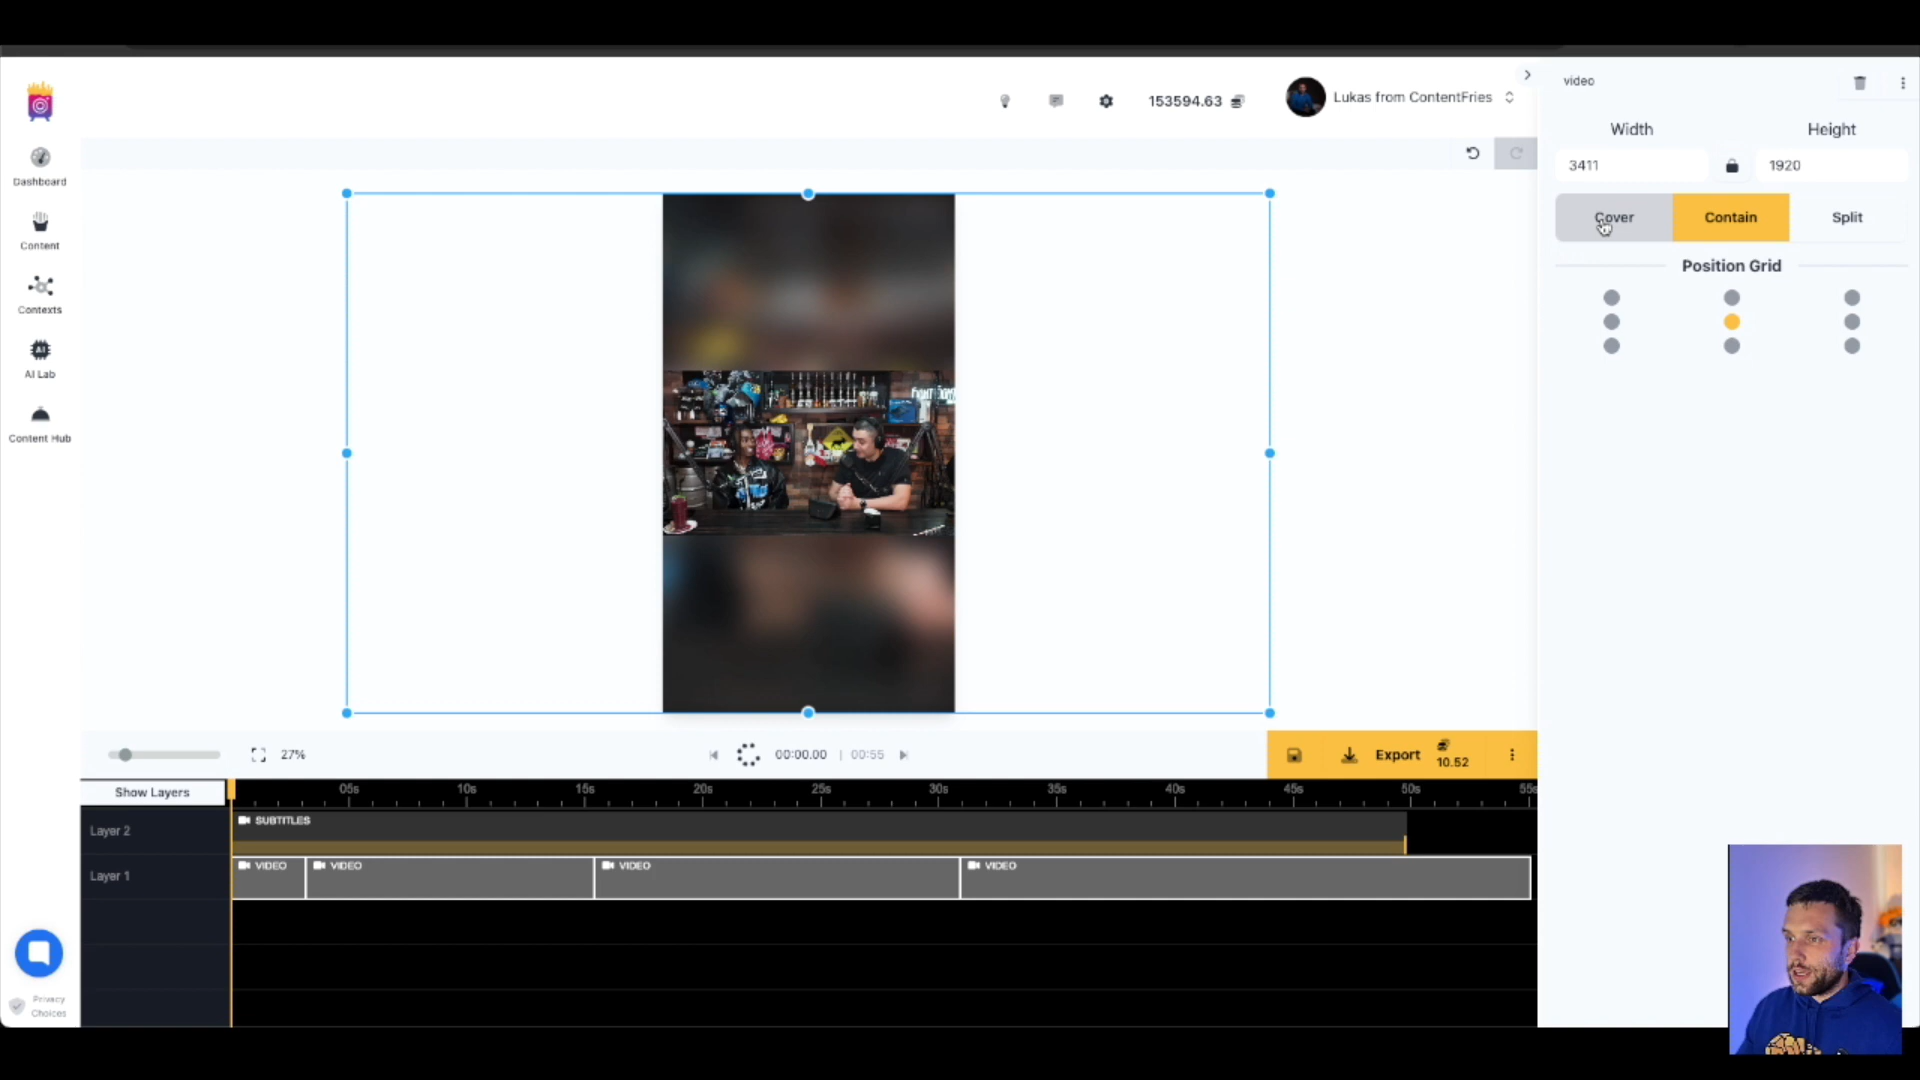 153594.63
Lukas from ContentFries
Dashboard
Content
Contexts
AI
AI Lab
Content Hub
Privacy
Choices
video
Width
Height
3411
1920
Cover
Contain
Split
Position Grid
27%
00:00.00 | 00:55
Export
10.52
Show Layers
05s
10s
15s
20s
25s
30s
35s
40s
45s
50s
55s
Layer 2
SUBTITLES
Layer 1
VIDEO
VIDEO
VIDEO
VIDEO